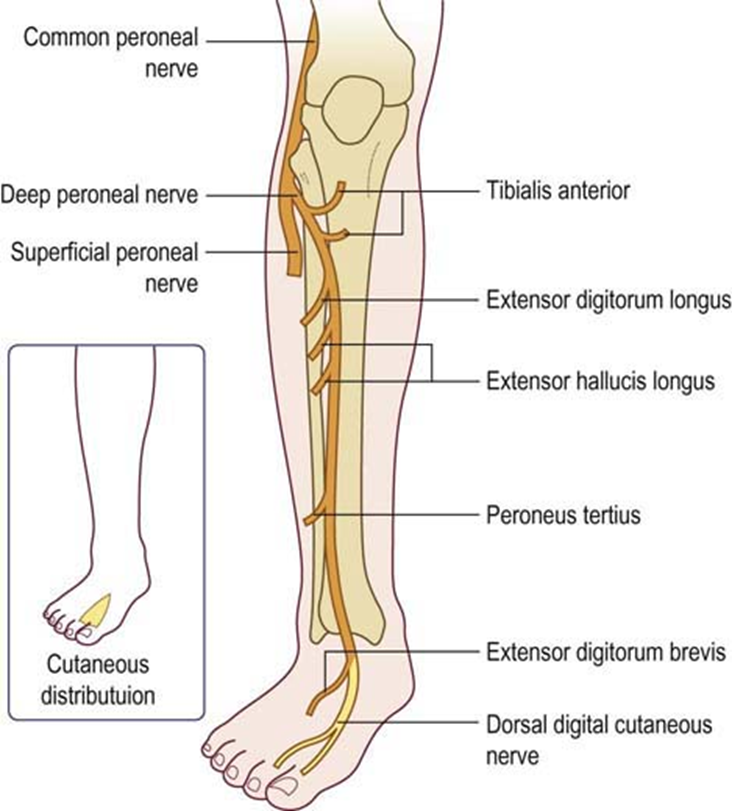 Common peroneal
nerve
Deep peroneal nerve
Superficial peroneal
nerve
Tibialis anterior
Extensor digitorum longus
Extensor hallucis longus
Peroneus tertius
Extensor digitorum brevis
Dorsal digital cutaneous
nerve
Cutaneous
distributuion